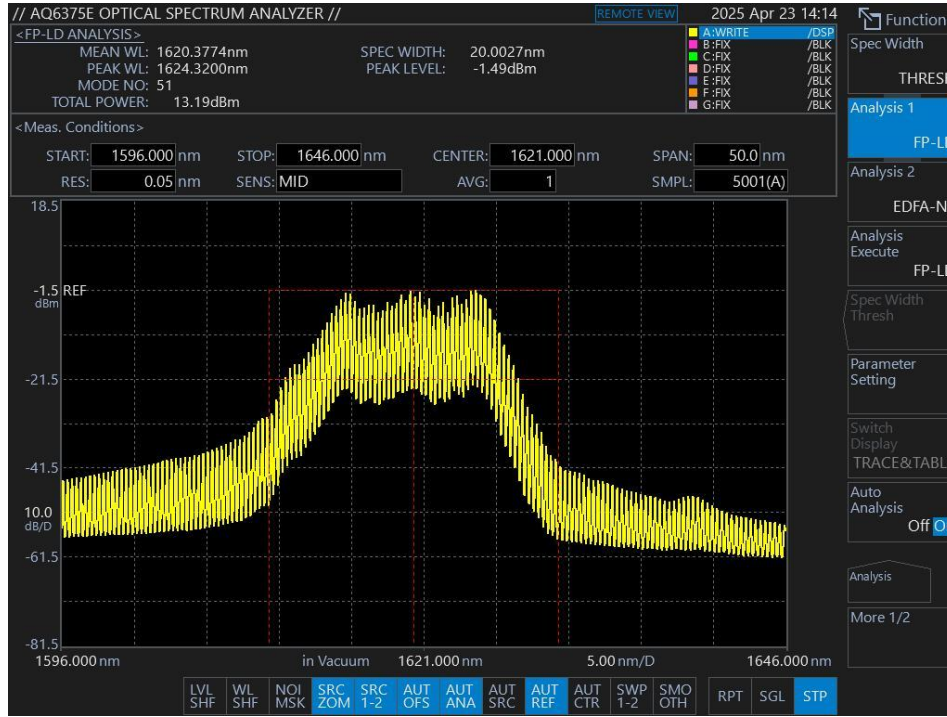 // AQ6375E OPTICAL SPECTRUM ANALYZER //
REMOTE VIEW
2025 Apr 23 14:14
<FP-LD ANALYSIS>
MEAN WL: 1620.3774nm
SPEC WIDTH: 20.0027nm
PEAK WL: 1624.3200nm
PEAK LEVEL: -1.49dBm
MODE NO: 51
TOTAL POWER: 13.19dBm
A:WRITE /DSP
B:FIX /BLK
C:FIX /BLK
D:FIX /BLK
E:FIX /BLK
F:FIX /BLK
G:FIX /BLK
<Meas. Conditions>
START: 1596.000 nm STOP: 1646.000 nm CENTER: 1621.000 nm SPAN: 50.0 nm
RES: 0.05 nm SENS: MID AVG: 1 SMPL: 5001(A)
18.5
-1.5 REF
dBm
-21.5
-41.5
10.0
dB/D
-61.5
-81.5
1596.000 nm in Vacuum 1621.000 nm 5.00 nm/D 1646.000 nm
LVL SHF
WL SHF
NOI MSK
SRC ZOM
SRC 1-2
AUT OFS
AUT ANA
AUT SRC
AUT REF
AUT CTR
SWP 1-2
SMO OTH
RPT
SGL
STP
Function
Spec Width
THRESH
Analysis 1
FP-L
Analysis 2
EDFA-N
Analysis
Execute
FP-L
Spec Width
Thresh
Parameter
Setting
Switch
Display
TRACE&TABL
Auto
Analysis
Off O
Analysis
More 1/2